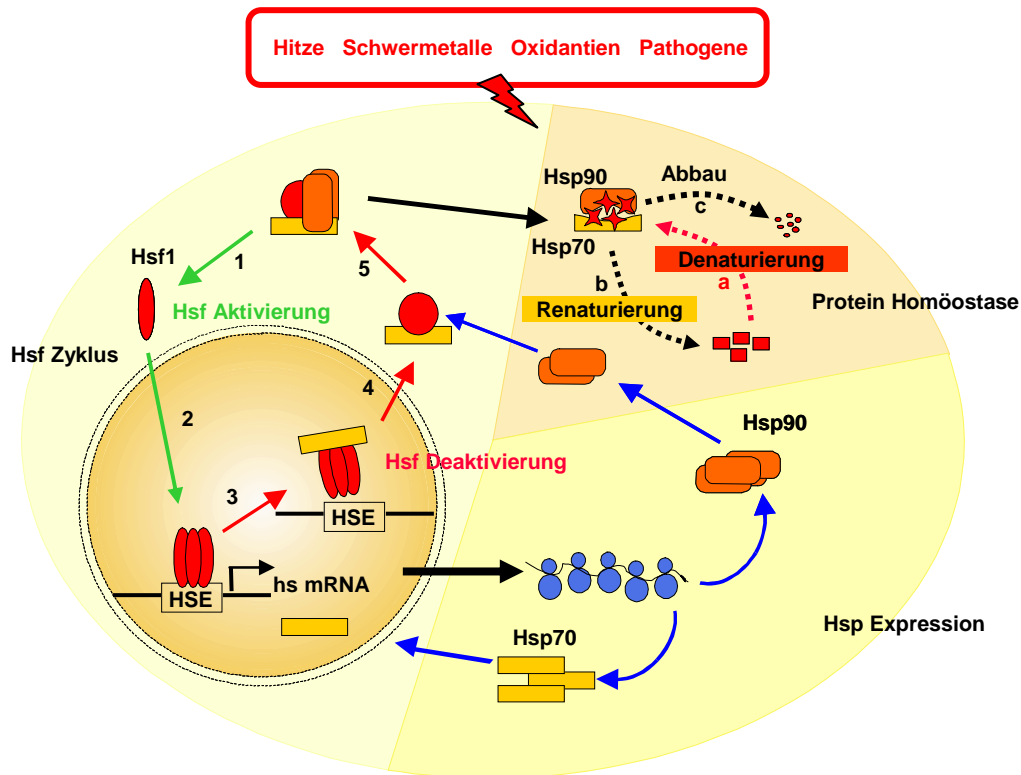 Hitze Schwermetalle Oxidantien Pathogene
Hsp90
Abbau
c
Hsf1
1
5
Hsp70
Denaturierung
a
b
Hsf Aktivierung
Renaturierung
Protein Homöostase
Hsf Zyklus
4
2
Hsp90
Hsf Deaktivierung
3
HSE
hs mRNA
HSE
Hsp Expression
Hsp70